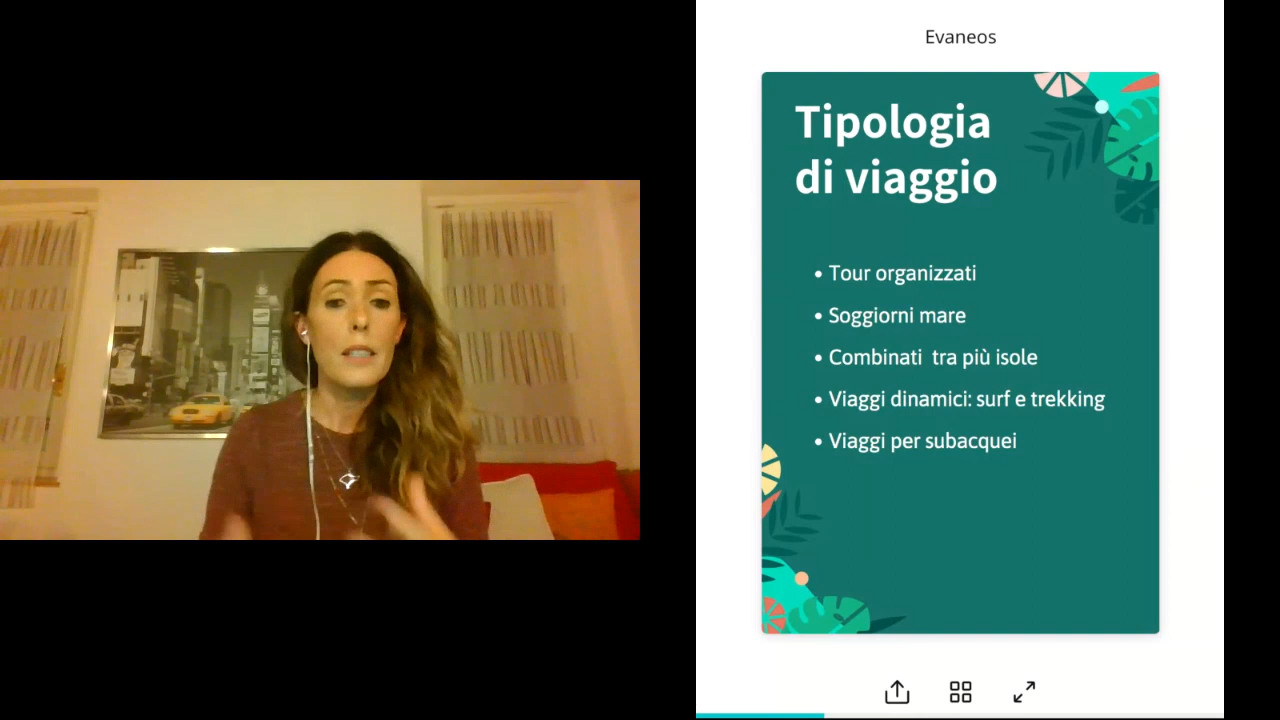 Evaneos
Tipologia
di viaggio
• Tour organizzati
• Soggiorni mare
• Combinati  tra più isole
• Viaggi dinamici: surf e trekking
• Viaggi per subacquei